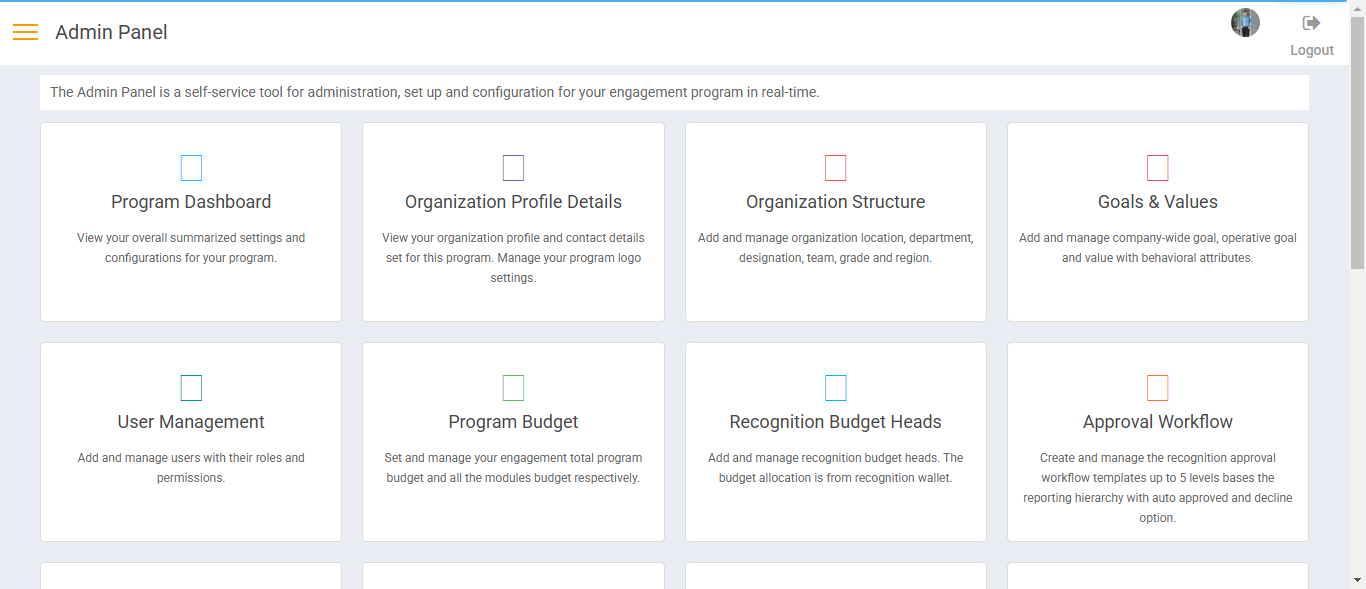 Admin Panel
Logout
The Admin Panel is a self-service tool for administration, set up and configuration for your engagement program in real-time.
Program Dashboard
View your overall summarized settings and
configurations for your program.
Organization Profile Details
View your organization profile and contact details
set for this program. Manage your program logo
settings.
Organization Structure
Add and manage organization location, department,
designation, team, grade and region.
Goals & Values
Add and manage company-wide goal, operative goal
and value with behavioral attributes.
User Management
Add and manage users with their roles and
permissions.
Program Budget
Set and manage your engagement total program
budget and all the modules budget respectively.
Recognition Budget Heads
Add and manage recognition budget heads. The
budget allocation is from recognition wallet.
Approval Workflow
Create and manage the recognition approval
workflow templates up to 5 levels bases the
reporting hierarchy with auto approved and decline
option.